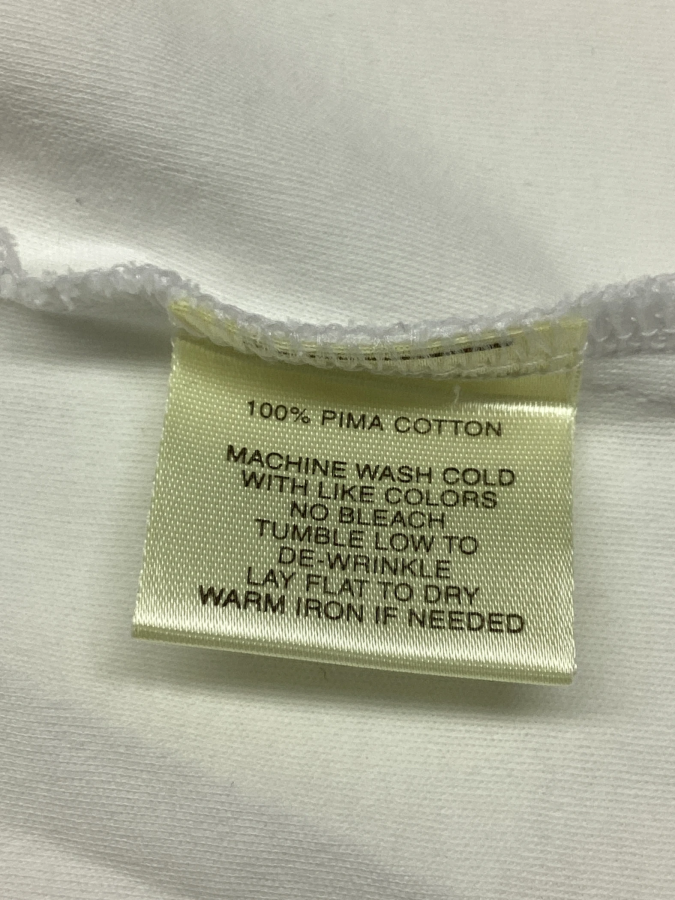 100% PIMA COTTON
MACHINE WASH COLD
WITH LIKE COLORS
NO BLEACH
TUMBLE LOW TO
DE-WRINKLE
LAY FLAT TO DRY
WARM IRON IF NEEDED